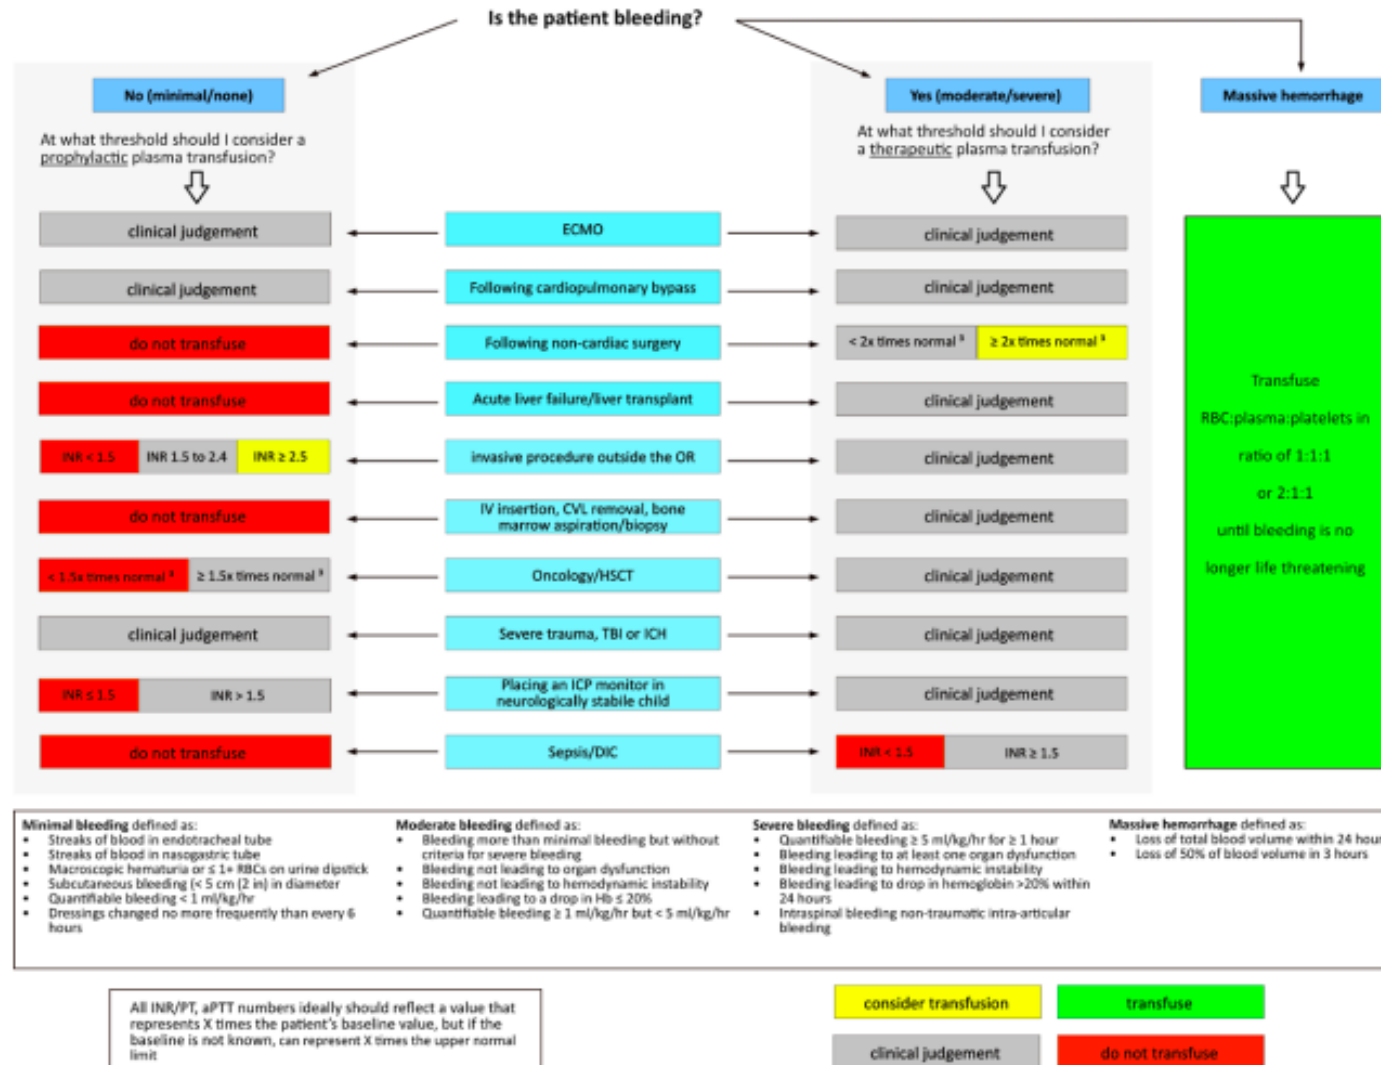 Is the patient bleeding?
No (minimal/none)
Yes (moderate/severe)
Massive hemorrhage
At what threshold should I consider a
prophylactic plasma transfusion?
At what threshold should I consider
a therapeutic plasma transfusion?
clinical judgement
ECMO
clinical judgement
clinical judgement
Following cardiopulmonary bypass
clinical judgement
do not transfuse
Following non-cardiac surgery
< 2x times normal §
≥ 2x times normal §
do not transfuse
Acute liver failure/liver transplant
clinical judgement
INR < 1.5
INR 1.5 to 2.4
INR ≥ 2.5
invasive procedure outside the OR
clinical judgement
do not transfuse
IV insertion, CVL removal, bone
marrow aspiration/biopsy
clinical judgement
< 1.5x times normal §
≥ 1.5x times normal §
Oncology/HSCT
clinical judgement
clinical judgement
Severe trauma, TBI or ICH
clinical judgement
INR ≤ 1.5
INR > 1.5
Placing an ICP monitor in
neurologically stabile child
clinical judgement
do not transfuse
Sepsis/DIC
INR < 1.5
INR ≥ 1.5
Transfuse
RBC:plasma:platelets in
ratio of 1:1:1
or 2:1:1
until bleeding is no
longer life threatening
Minimal bleeding defined as:
• Streaks of blood in endotracheal tube
• Streaks of blood in nasogastric tube
• Macroscopic hematuria or ≤ 1+ RBCs on urine dipstick
• Subcutaneous bleeding (< 5 cm (2 in) in diameter
• Quantifiable bleeding < 1 ml/kg/hr
• Dressings changed no more frequently than every 6
hours
Moderate bleeding defined as:
• Bleeding more than minimal bleeding but without
criteria for severe bleeding
• Bleeding not leading to organ dysfunction
• Bleeding not leading to hemodynamic instability
• Bleeding leading to a drop in Hb ≤ 20%
• Quantifiable bleeding ≥ 1 ml/kg/hr but < 5 ml/kg/hr
Severe bleeding defined as:
• Quantifiable bleeding ≥ 5 ml/kg/hr for ≥ 1 hour
• Bleeding leading to at least one organ dysfunction
• Bleeding leading to hemodynamic instability
• Bleeding leading to drop in hemoglobin >20% within
24 hours
• Intraspinal bleeding non-traumatic intra-articular
bleeding
Massive hemorrhage defined as:
• Loss of total blood volume within 24 hour
• Loss of 50% of blood volume in 3 hours
All INR/PT, aPTT numbers ideally should reflect a value that
represents X times the patient's baseline value, but if the
baseline is not known, can represent X times the upper normal
limit
consider transfusion
transfuse
clinical judgement
do not transfuse